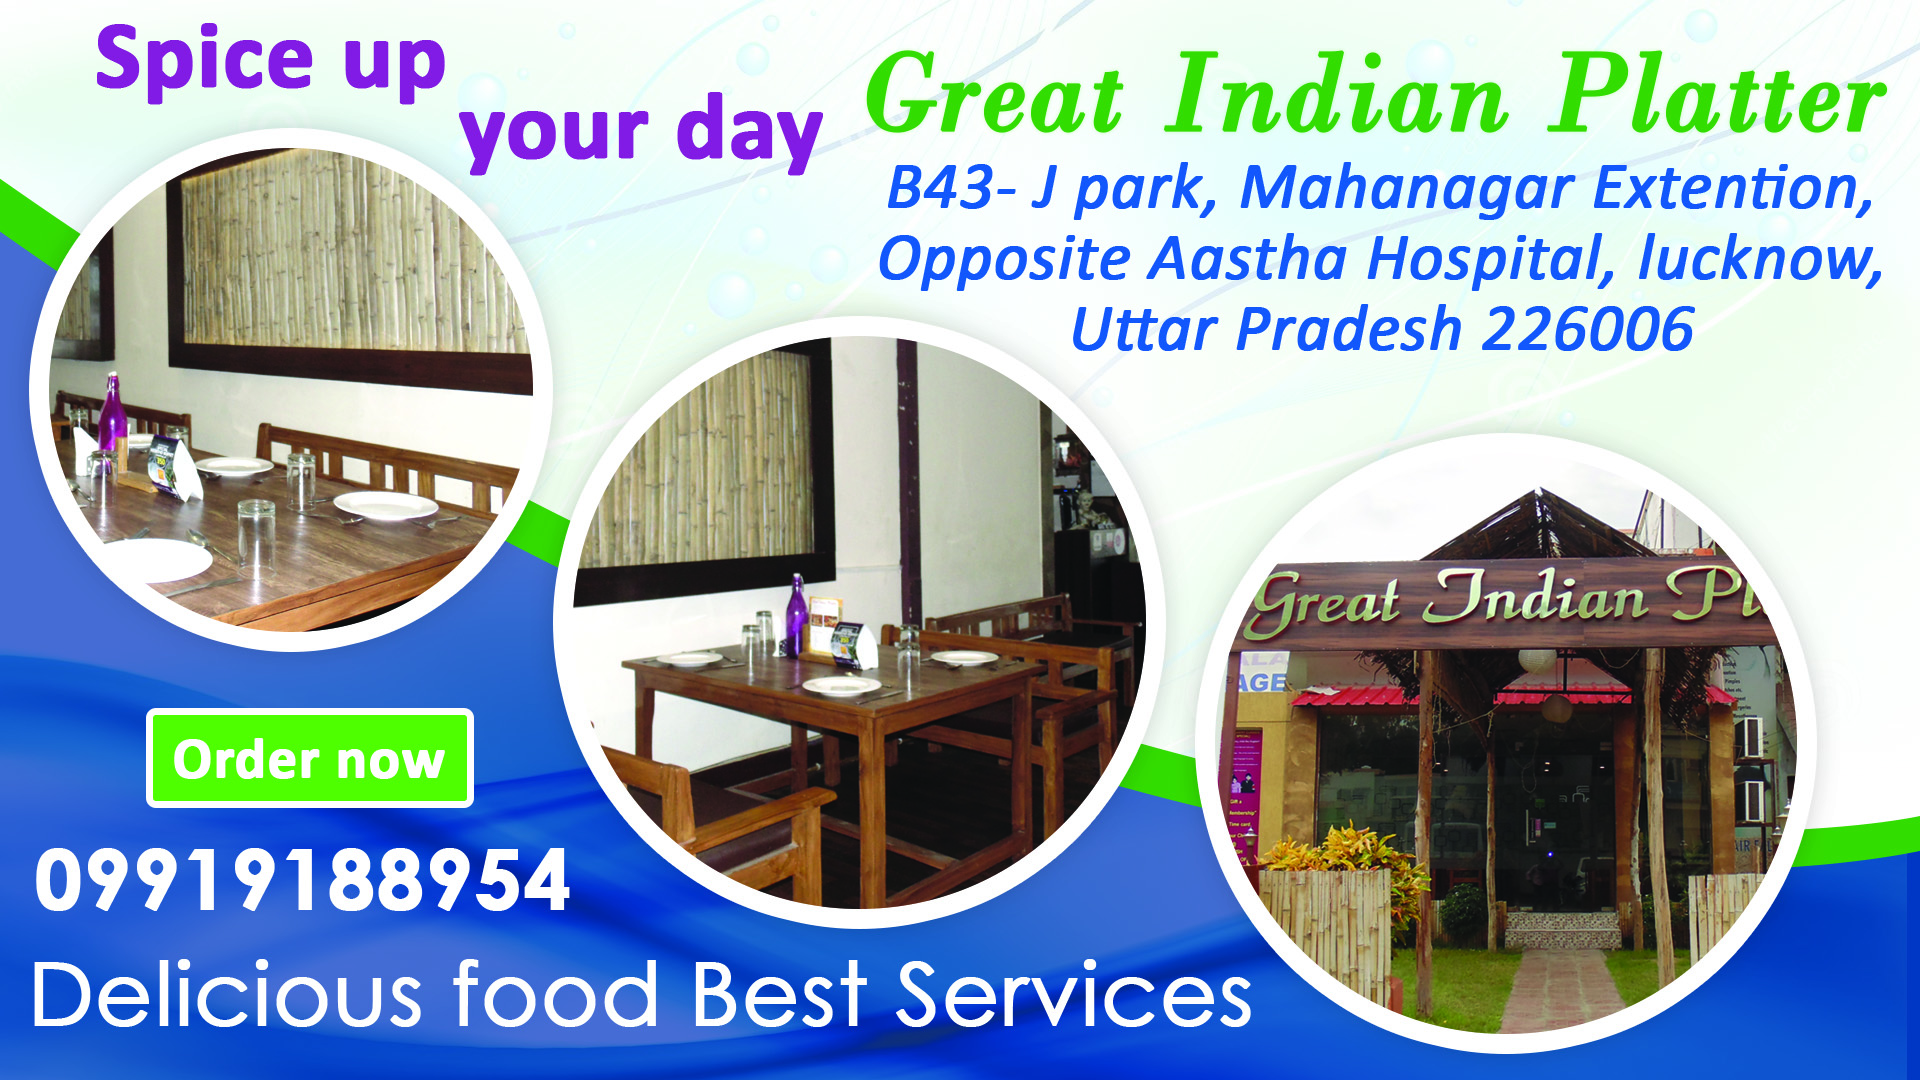 Spice up
your day
Great Indian Platter
B43- J park, Mahanagar Extention,
Opposite Aastha Hospital, lucknow,
Uttar Pradesh 226006
Great Indian Pl
AGE
Order now
09919188954
Delicious food Best Services